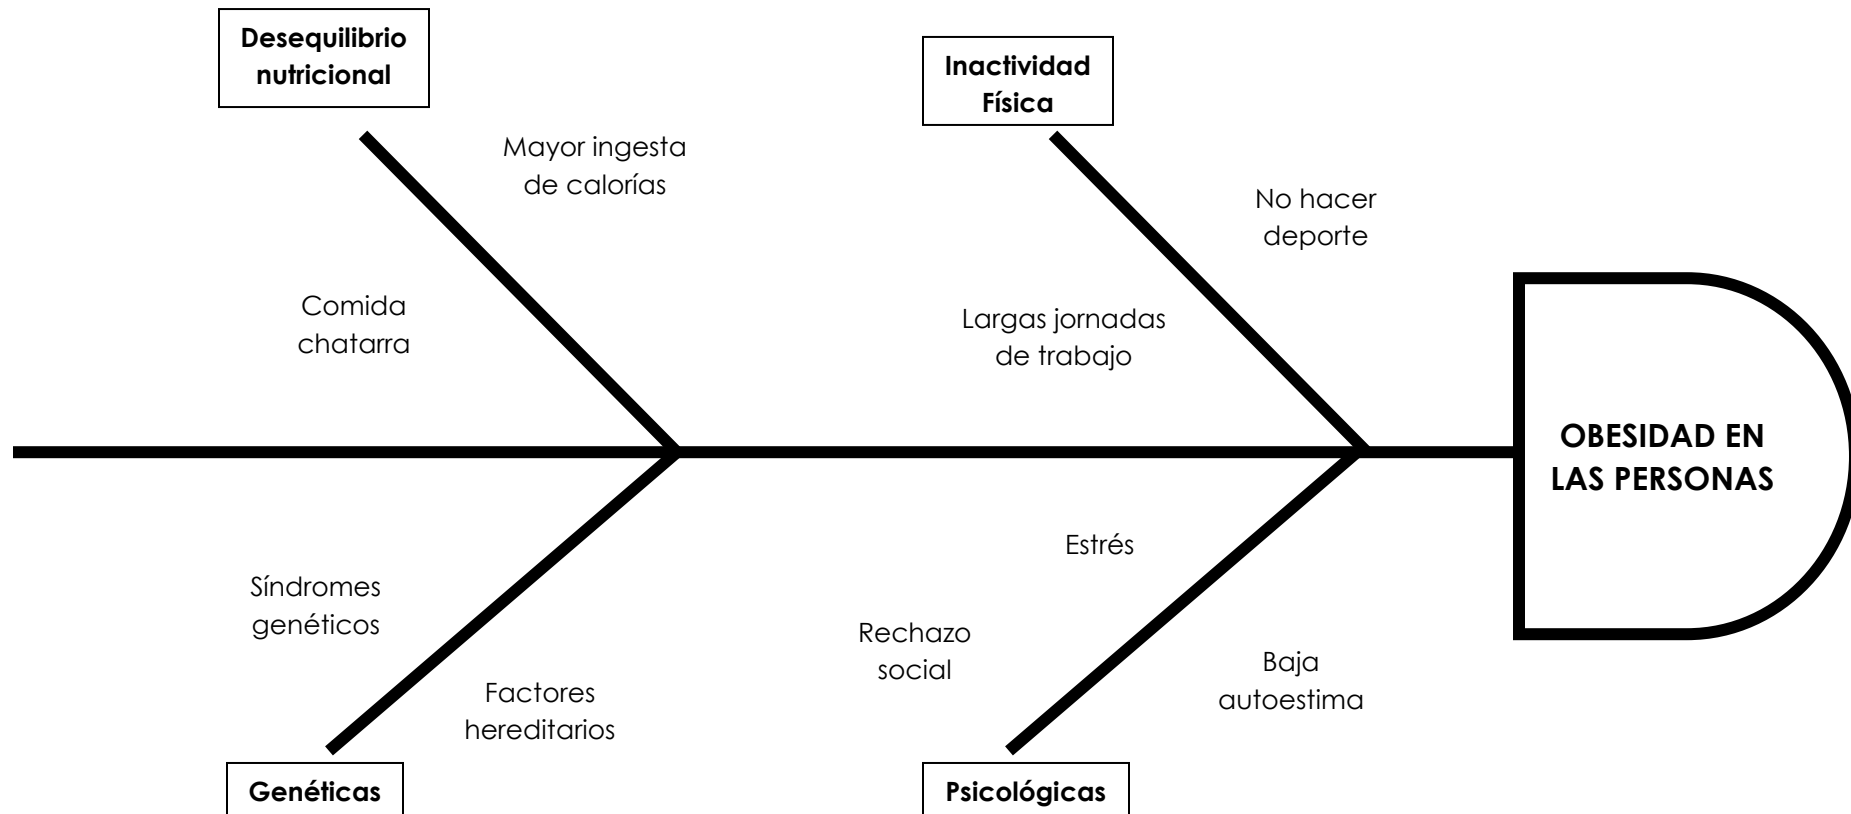 Desequilibrio
nutricional
Inactividad
Física
Mayor ingesta
de calorías
No hacer
deporte
Comida
chatarra
Largas jornadas
de trabajo
OBESIDAD EN
LAS PERSONAS
Estrés
Síndromes
genéticos
Rechazo
social
Baja
autoestima
Factores
hereditarios
Genéticas
Psicológicas